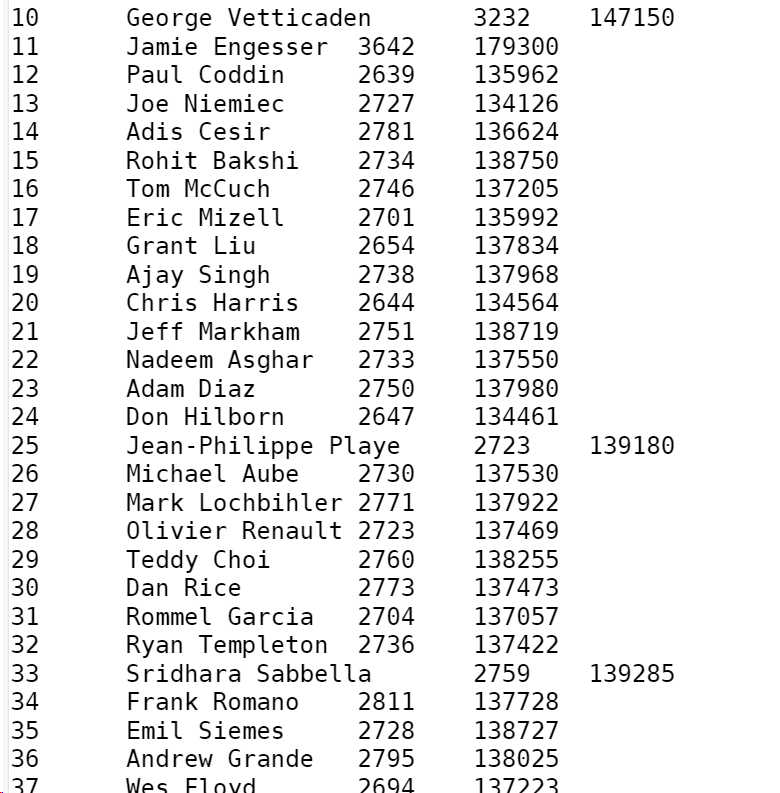 10 George Vetticaden 3232 147150
11 Jamie Engesser 3642 179300
12 Paul Coddin 2639 135962
13 Joe Niemiec 2727 134126
14 Adis Cesir 2781 136624
15 Rohit Bakshi 2734 138750
16 Tom McCuch 2746 137205
17 Eric Mizell 2701 135992
18 Grant Liu 2654 137834
19 Ajay Singh 2738 137968
20 Chris Harris 2644 134564
21 Jeff Markham 2751 138719
22 Nadeem Asghar 2733 137550
23 Adam Diaz 2750 137980
24 Don Hilborn 2647 134461
25 Jean-Philippe Playe 2723 139180
26 Michael Aube 2730 137530
27 Mark Lochbihler 2771 137922
28 Olivier Renault 2723 137469
29 Teddy Choi 2760 138255
30 Dan Rice 2773 137473
31 Rommel Garcia 2704 137057
32 Ryan Templeton 2736 137422
33 Sridhara Sabbella 2759 139285
34 Frank Romano 2811 137728
35 Emil Siemes 2728 138727
36 Andrew Grande 2795 138025
37 Wes Floyd 2694 137223